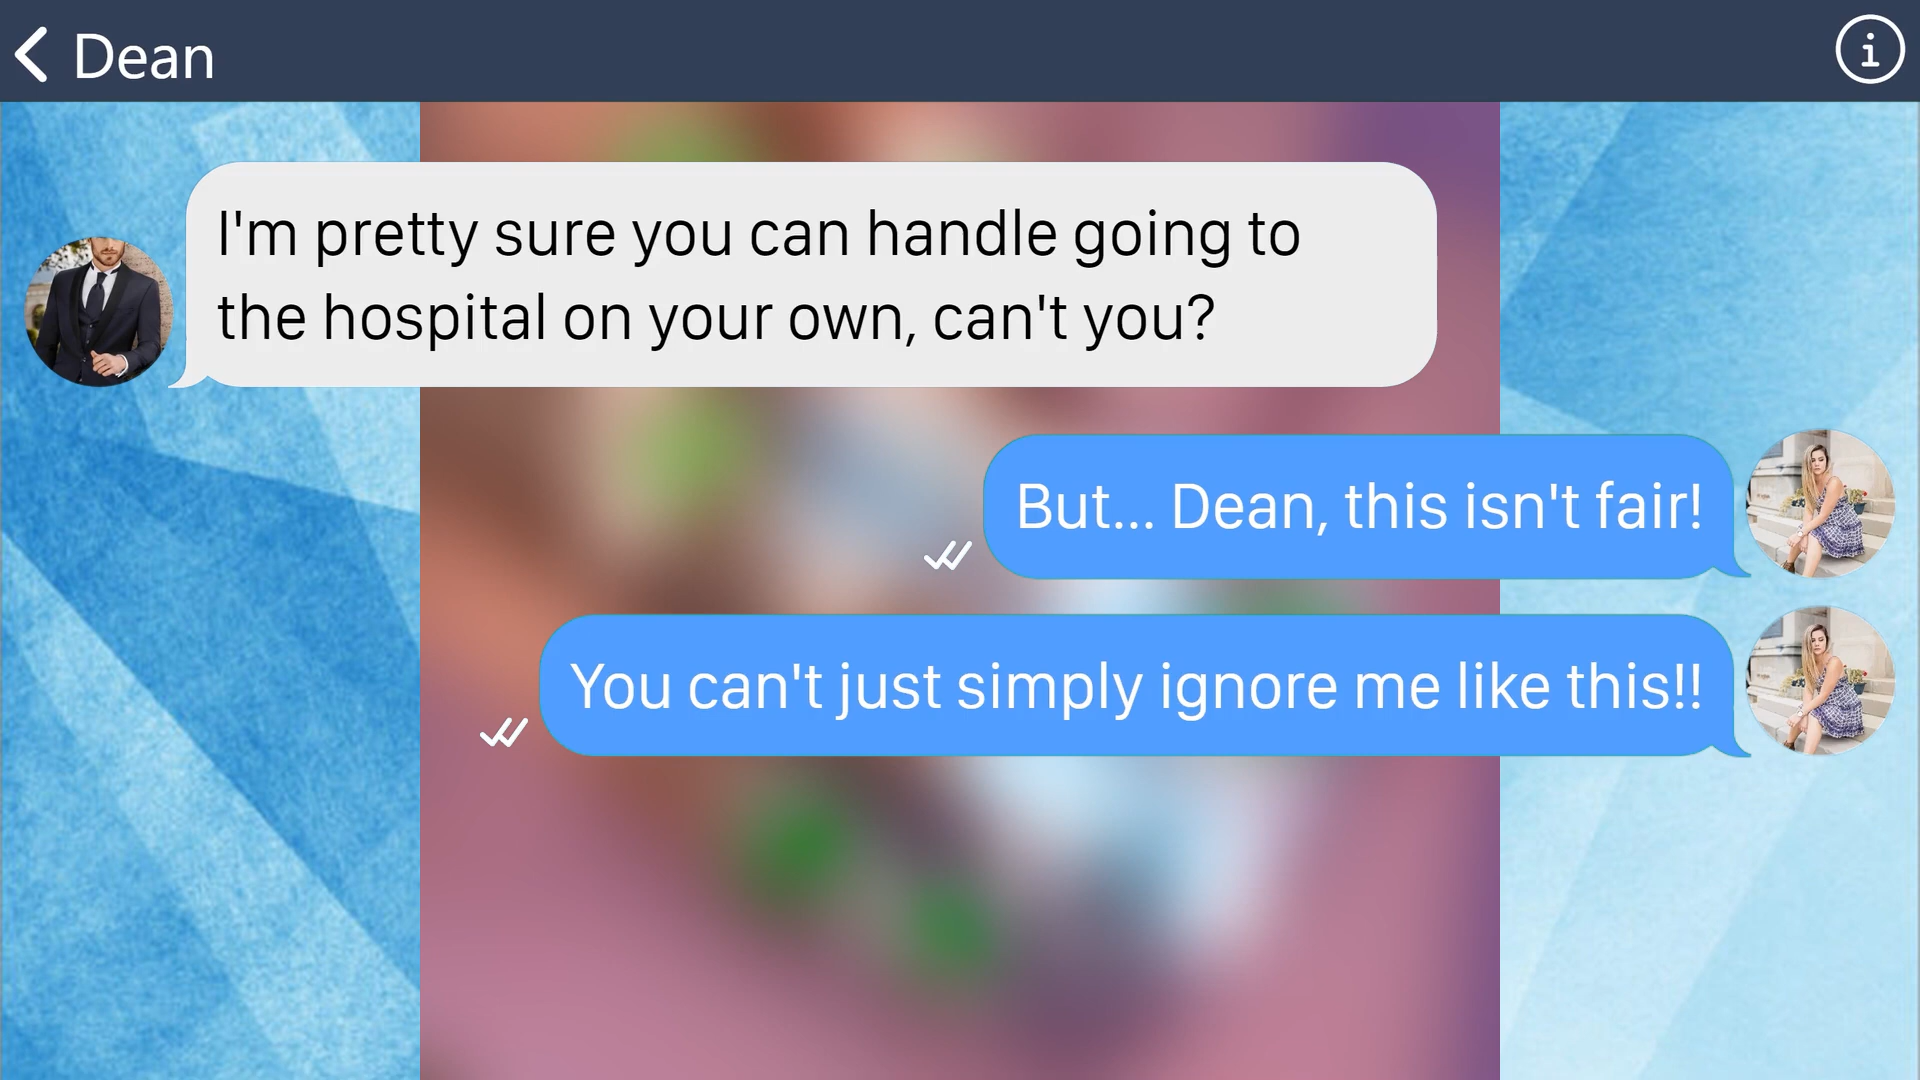 Dean
I'm pretty sure you can handle going to
the hospital on your own, can't you?
But... Dean, this isn't fair!
You can't just simply ignore me like this!!